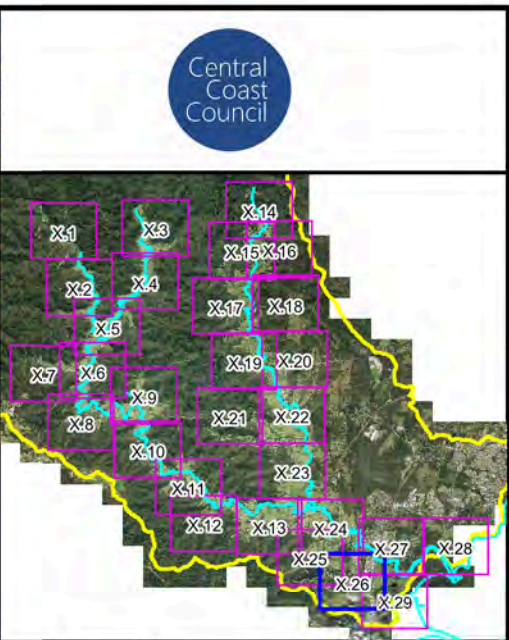 Central
Coast
Council
X.1
X.3
X.14
X.15
X.16
X.2
X.4
X.17
X.18
X.5
X.19
X.20
X.7
X.6
X.9
X.8
X.21
X.22
X.10
X.23
X.11
X.12
X.13
X.24
X.25
X.27
X.28
X.26
X.29